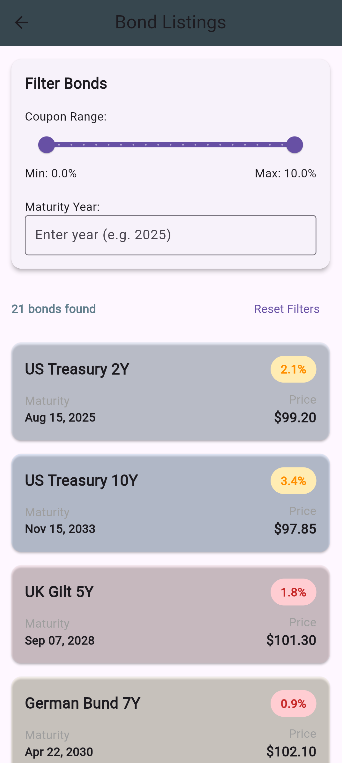 Bond Listings
Filter Bonds
Coupon Range:
Min: 0.0% Max: 10.0%
Maturity Year:
Enter year (e.g. 2025)
21 bonds found Reset Filters
US Treasury 2Y 2.1%
Maturity Price
Aug 15, 2025 $99.20
US Treasury 10Y 3.4%
Maturity Price
Nov 15, 2033 $97.85
UK Gilt 5Y 1.8%
Maturity Price
Sep 07, 2028 $101.30
German Bund 7Y 0.9%
Maturity Price
Apr 22, 2030 $102.10